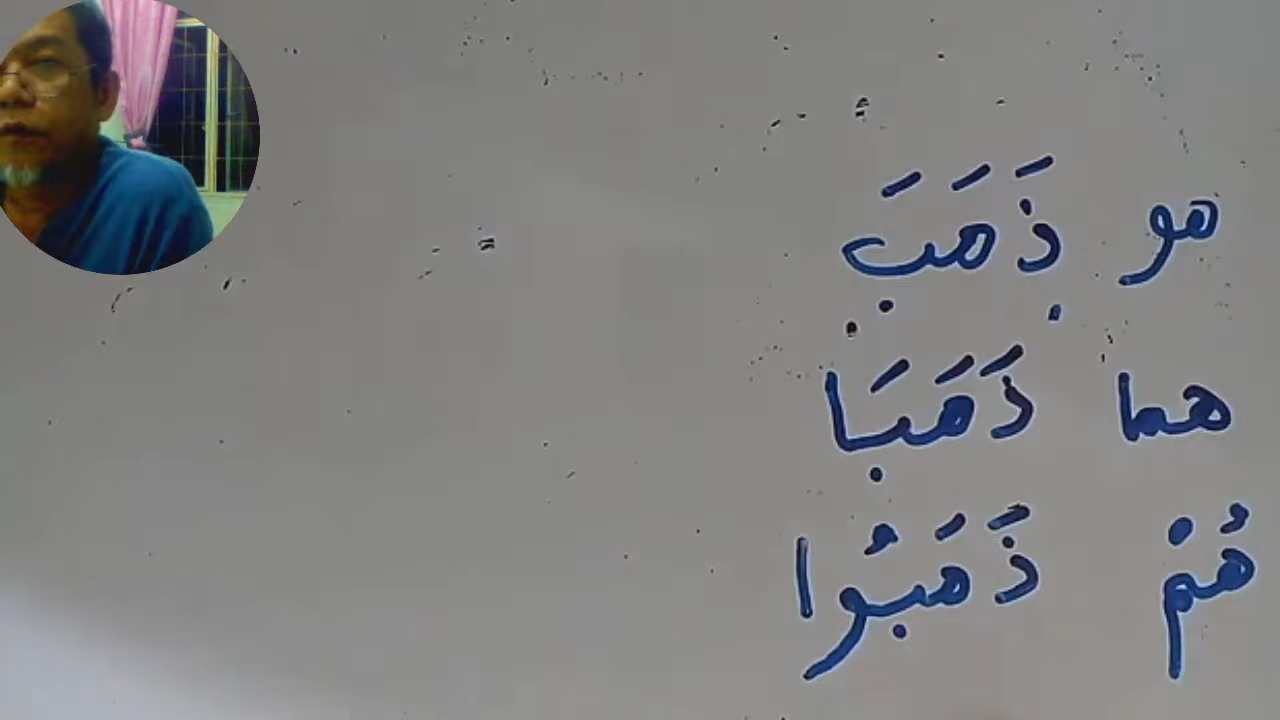 هو ذَهَبَ
هما ذَهَبَا
هُمْ ذَهَبُوا